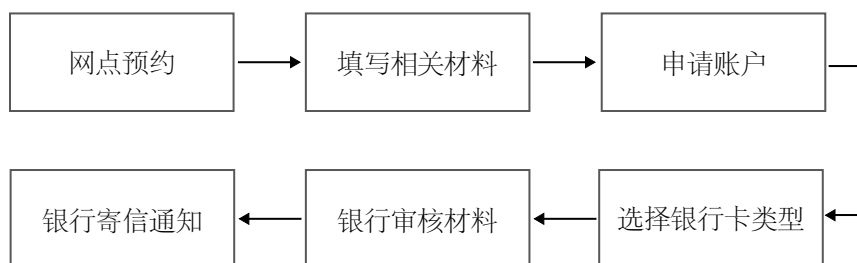 网点预约
填写相关材料
申请账户
选择银行卡类型
银行审核材料
银行寄信通知